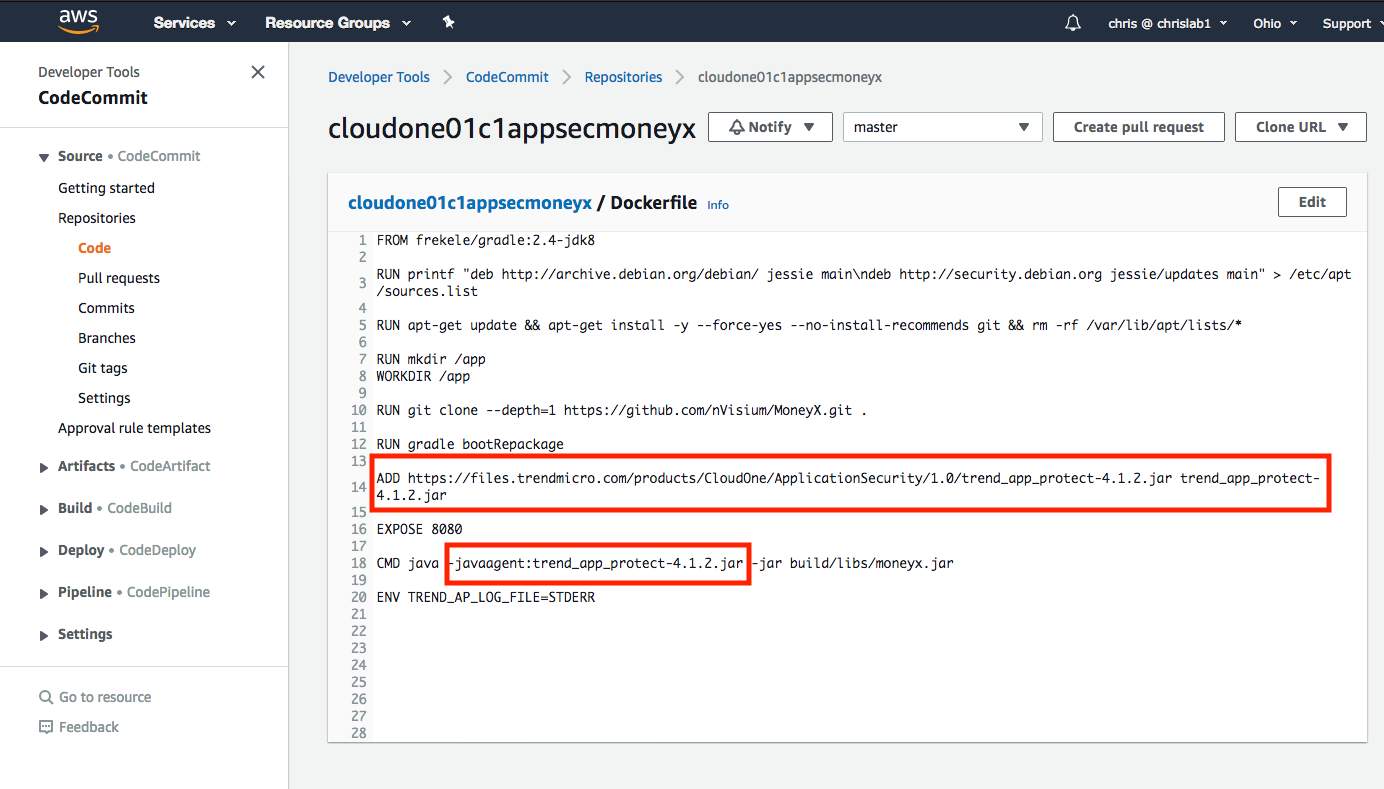 aws Services Resource Groups chris @ chrislab1 Ohio Support
Developer Tools
CodeCommit
Source • CodeCommit
Getting started
Repositories
Code
Pull requests
Commits
Branches
Git tags
Settings
Approval rule templates
Artifacts • CodeArtifact
Build • CodeBuild
Deploy • CodeDeploy
Pipeline • CodePipeline
Settings
Go to resource
Feedback
Developer Tools CodeCommit Repositories cloudone01c1appsecmoneyx
cloudone01c1appsecmoneyx Notify master Create pull request Clone URL
cloudone01c1appsecmoneyx / Dockerfile Info Edit
1 FROM frekele/gradle:2.4-jdk8
2
3 RUN printf "deb http://archive.debian.org/debian/ jessie main\ndeb http://security.debian.org jessie/updates main" > /etc/apt
/sources.list
4
5 RUN apt-get update && apt-get install -y --force-yes --no-install-recommends git && rm -rf /var/lib/apt/lists/*
6
7 RUN mkdir /app
8 WORKDIR /app
9
10 RUN git clone --depth=1 https://github.com/nVisium/MoneyX.git .
11
12 RUN gradle bootRepackage
13
14 ADD https://files.trendmicro.com/products/CloudOne/ApplicationSecurity/1.0/trend_app_protect-4.1.2.jar trend_app_protect-
4.1.2.jar
15
16 EXPOSE 8080
17
18 CMD java -javaagent:trend_app_protect-4.1.2.jar -jar build/libs/moneyx.jar
19
20 ENV TREND_AP_LOG_FILE=STDERR
21
22
23
24
25
26
27
28